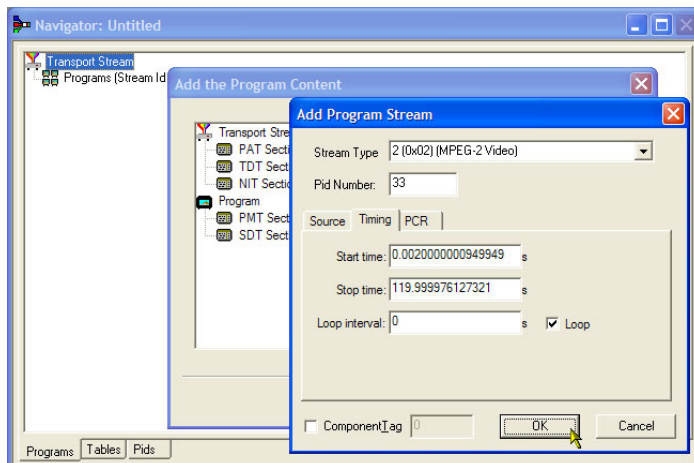 Navigator: Untitled
Transport Stream
Programs (Stream Id
Add the Program Content
Transport Stre
PAT Secti
TDT Sect
NIT Sectio
Program
PMT Sect
SDT Sect
Add Program Stream
Stream Type 2 (0x02) (MPEG-2 Video)
Pid Number: 33
Source Timing PCR
Start time: 0.0020000000949949 s
Stop time: 119.999976127321 s
Loop interval: 0 s Loop
ComponentTag 0 OK Cancel
Programs Tables Pids